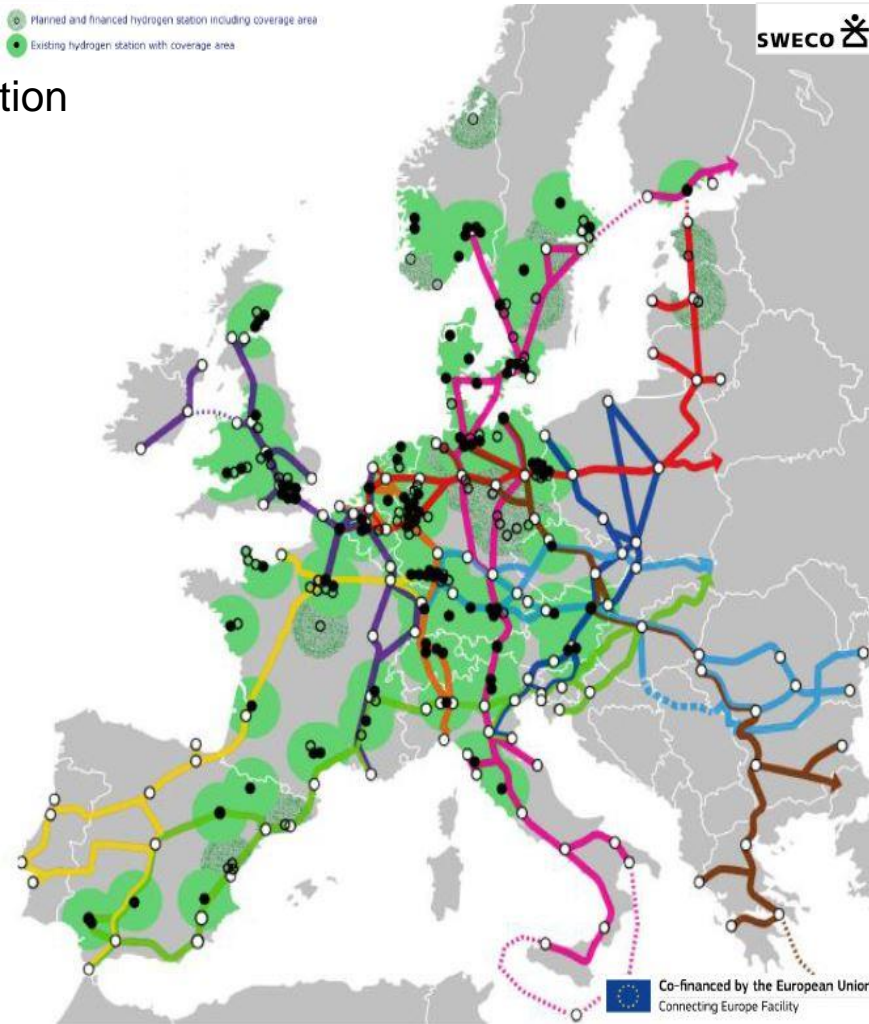 Planned and financed hydrogen station including coverage area
Existing hydrogen station with coverage area
SWECO
tion
Co-financed by the European Union
Connecting Europe Facility